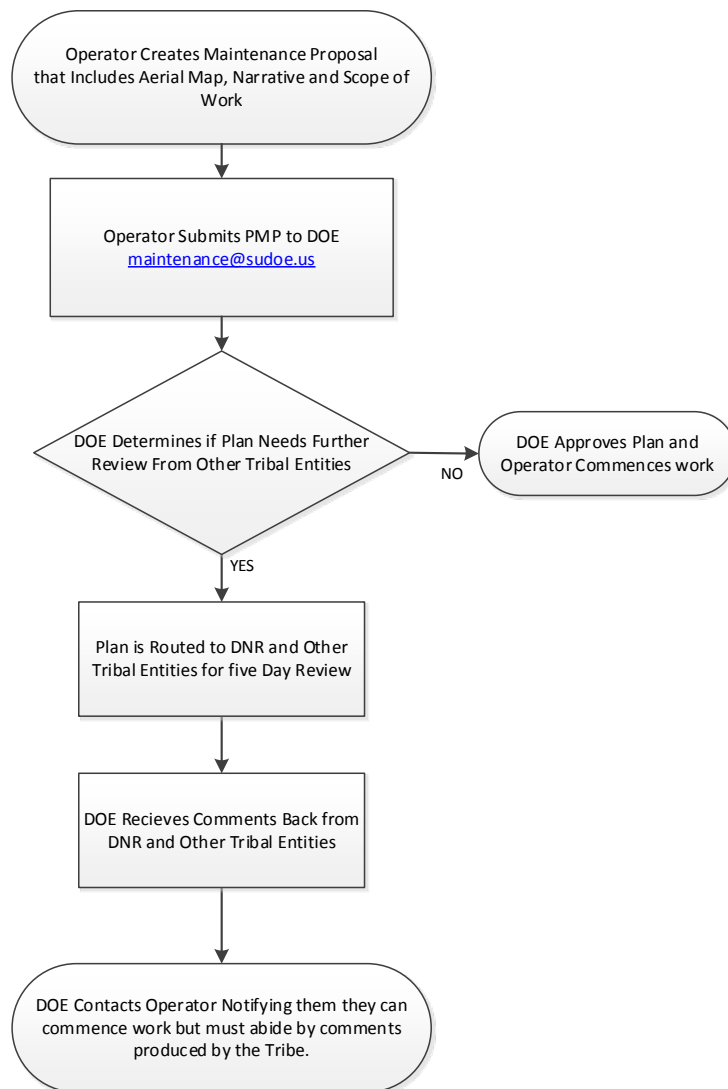 Operator Creates Maintenance Proposal
that Includes Aerial Map, Narrative and Scope of
Work
Operator Submits PMP to DOE
maintenance@sudoe.us
DOE Determines if Plan Needs Further
Review From Other Tribal Entities
NO
DOE Approves Plan and
Operator Commences work
YES
Plan is Routed to DNR and Other
Tribal Entities for five Day Review
DOE Recieves Comments Back from
DNR and Other Tribal Entities
DOE Contacts Operator Notifying them they can
commence work but must abide by comments
produced by the Tribe.